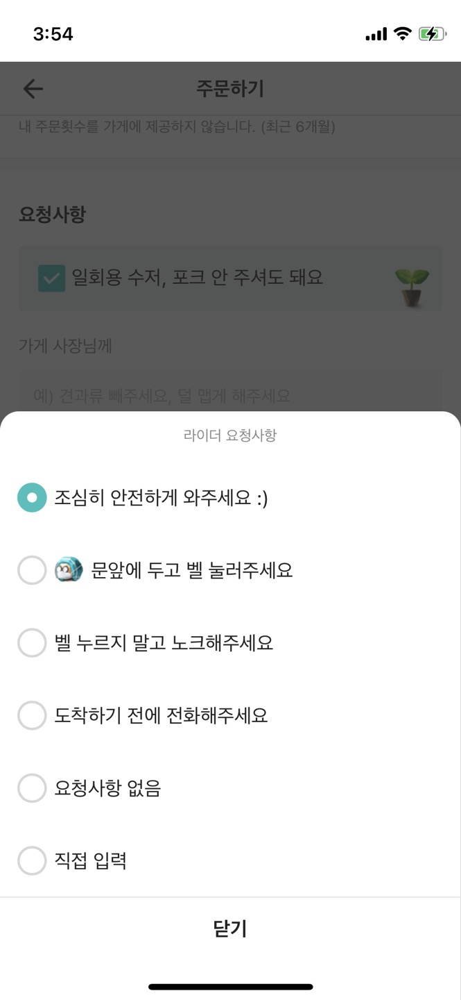 3:54
주문하기
내 주문횟수를 가게에 제공하지 않습니다. (최근 6개월)
요청사항
일회용 수저, 포크 안 주셔도 돼요
가게 사장님께
예) 견과류 빼주세요, 덜 맵게 해주세요
라이더 요청사항
조심히 안전하게 와주세요 :)
문앞에 두고 벨 눌러주세요
벨 누르지 말고 노크해주세요
도착하기 전에 전화해주세요
요청사항 없음
직접 입력
닫기